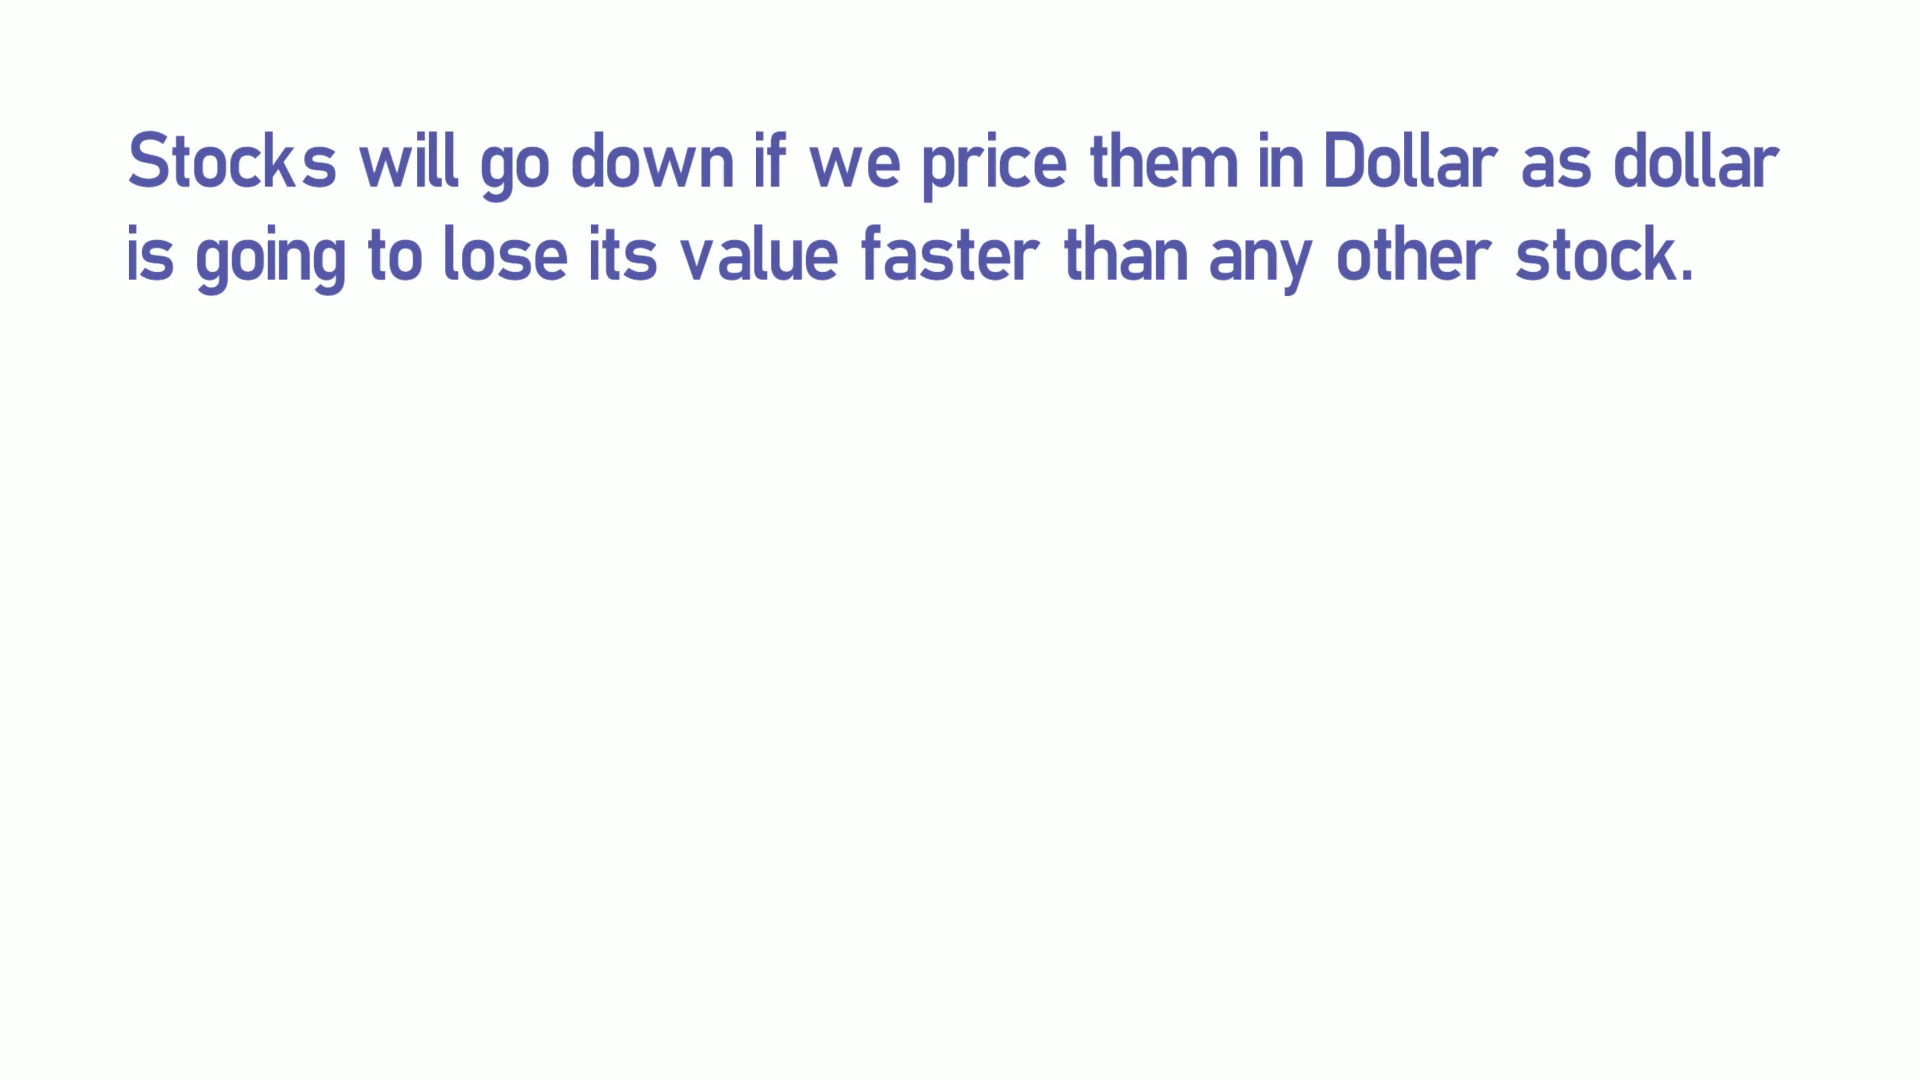 Stocks will go down if we price them in Dollar as dollar
is going to lose its value faster than any other stock.